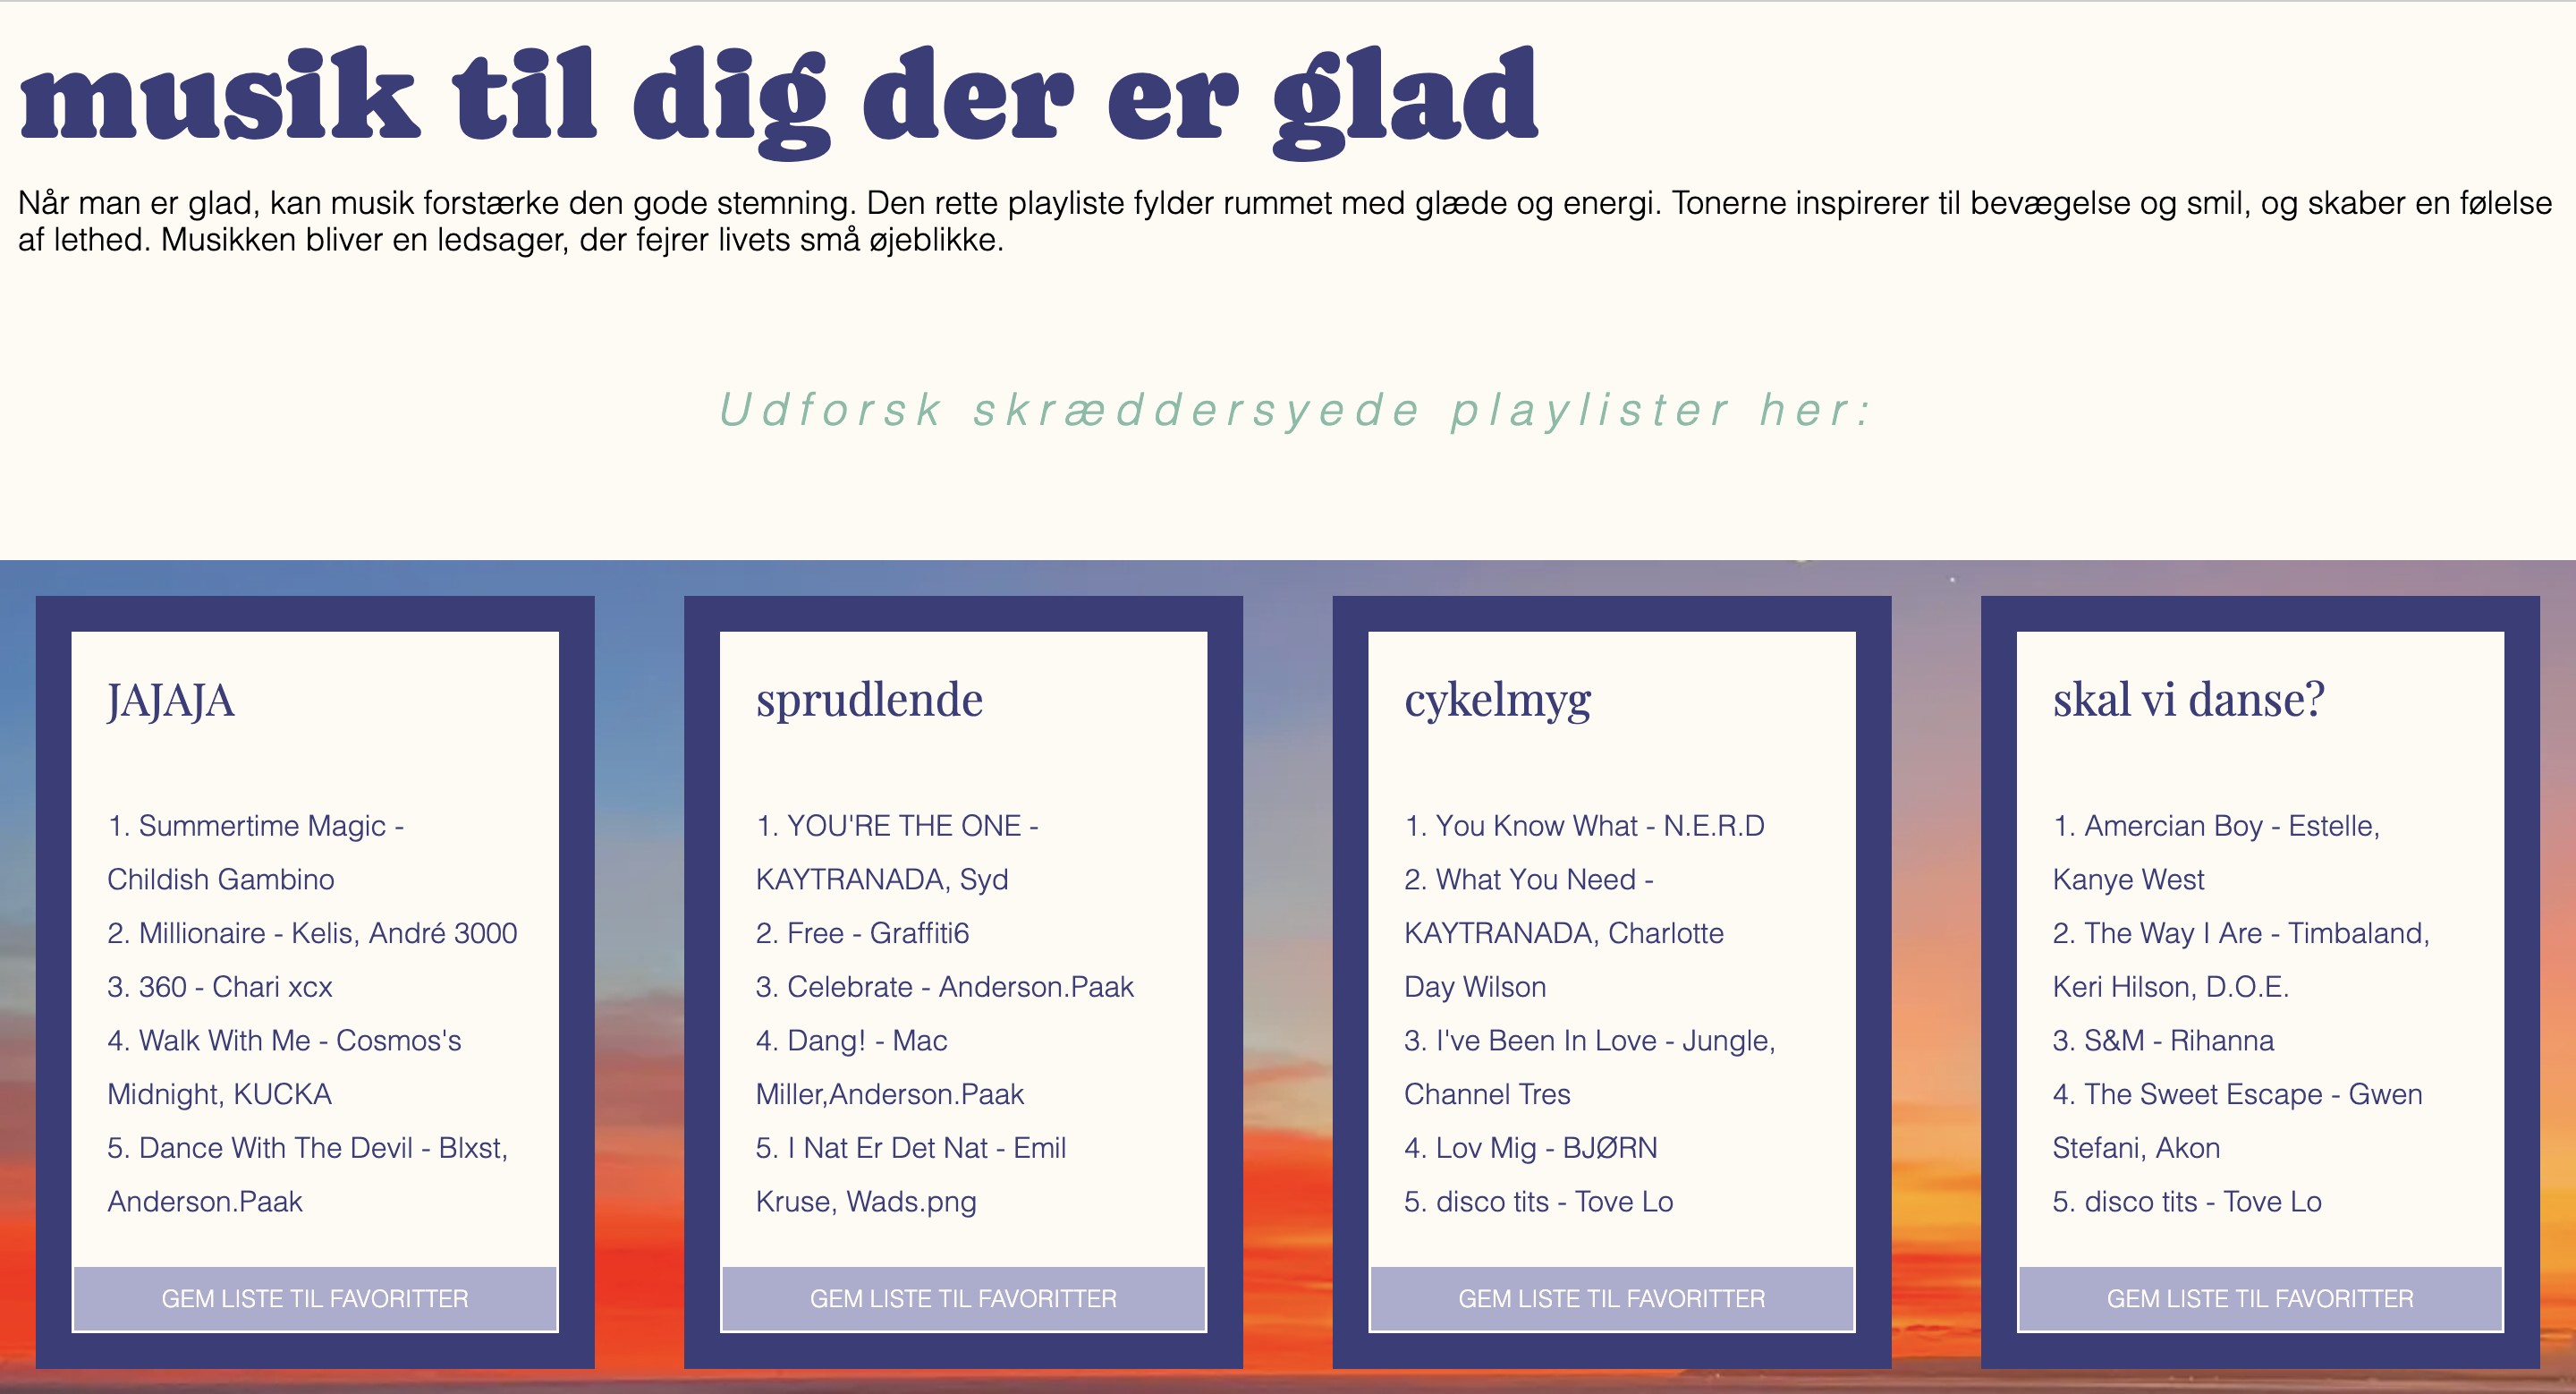 musik til dig der er glad
Når man er glad, kan musik forstærke den gode stemning. Den rette playliste fylder rummet med glæde og energi. Tonerne inspirerer til bevægelse og smil, og skaber en følelse
af lethed. Musikken bliver en ledsager, der fejrer livets små øjeblikke.
Udforsk skræddersyede playlister her:
JAJAJA
1. Summertime Magic -
Childish Gambino
2. Millionaire - Kelis, André 3000
3. 360 - Chari xcx
4. Walk With Me - Cosmos's
Midnight, KUCKA
5. Dance With The Devil - Blxst,
Anderson.Paak
GEM LISTE TIL FAVORITTER
sprudlende
1. YOU'RE THE ONE -
KAYTRANADA, Syd
2. Free - Graffiti6
3. Celebrate - Anderson.Paak
4. Dang! - Mac
Miller,Anderson.Paak
5. I Nat Er Det Nat - Emil
Kruse, Wads.png
GEM LISTE TIL FAVORITTER
cykelmyg
1. You Know What - N.E.R.D
2. What You Need -
KAYTRANADA, Charlotte
Day Wilson
3. I've Been In Love - Jungle,
Channel Tres
4. Lov Mig - BJØRN
5. disco tits - Tove Lo
GEM LISTE TIL FAVORITTER
skal vi danse?
1. Amercian Boy - Estelle,
Kanye West
2. The Way I Are - Timbaland,
Keri Hilson, D.O.E.
3. S&M - Rihanna
4. The Sweet Escape - Gwen
Stefani, Akon
5. disco tits - Tove Lo
GEM LISTE TIL FAVORITTER